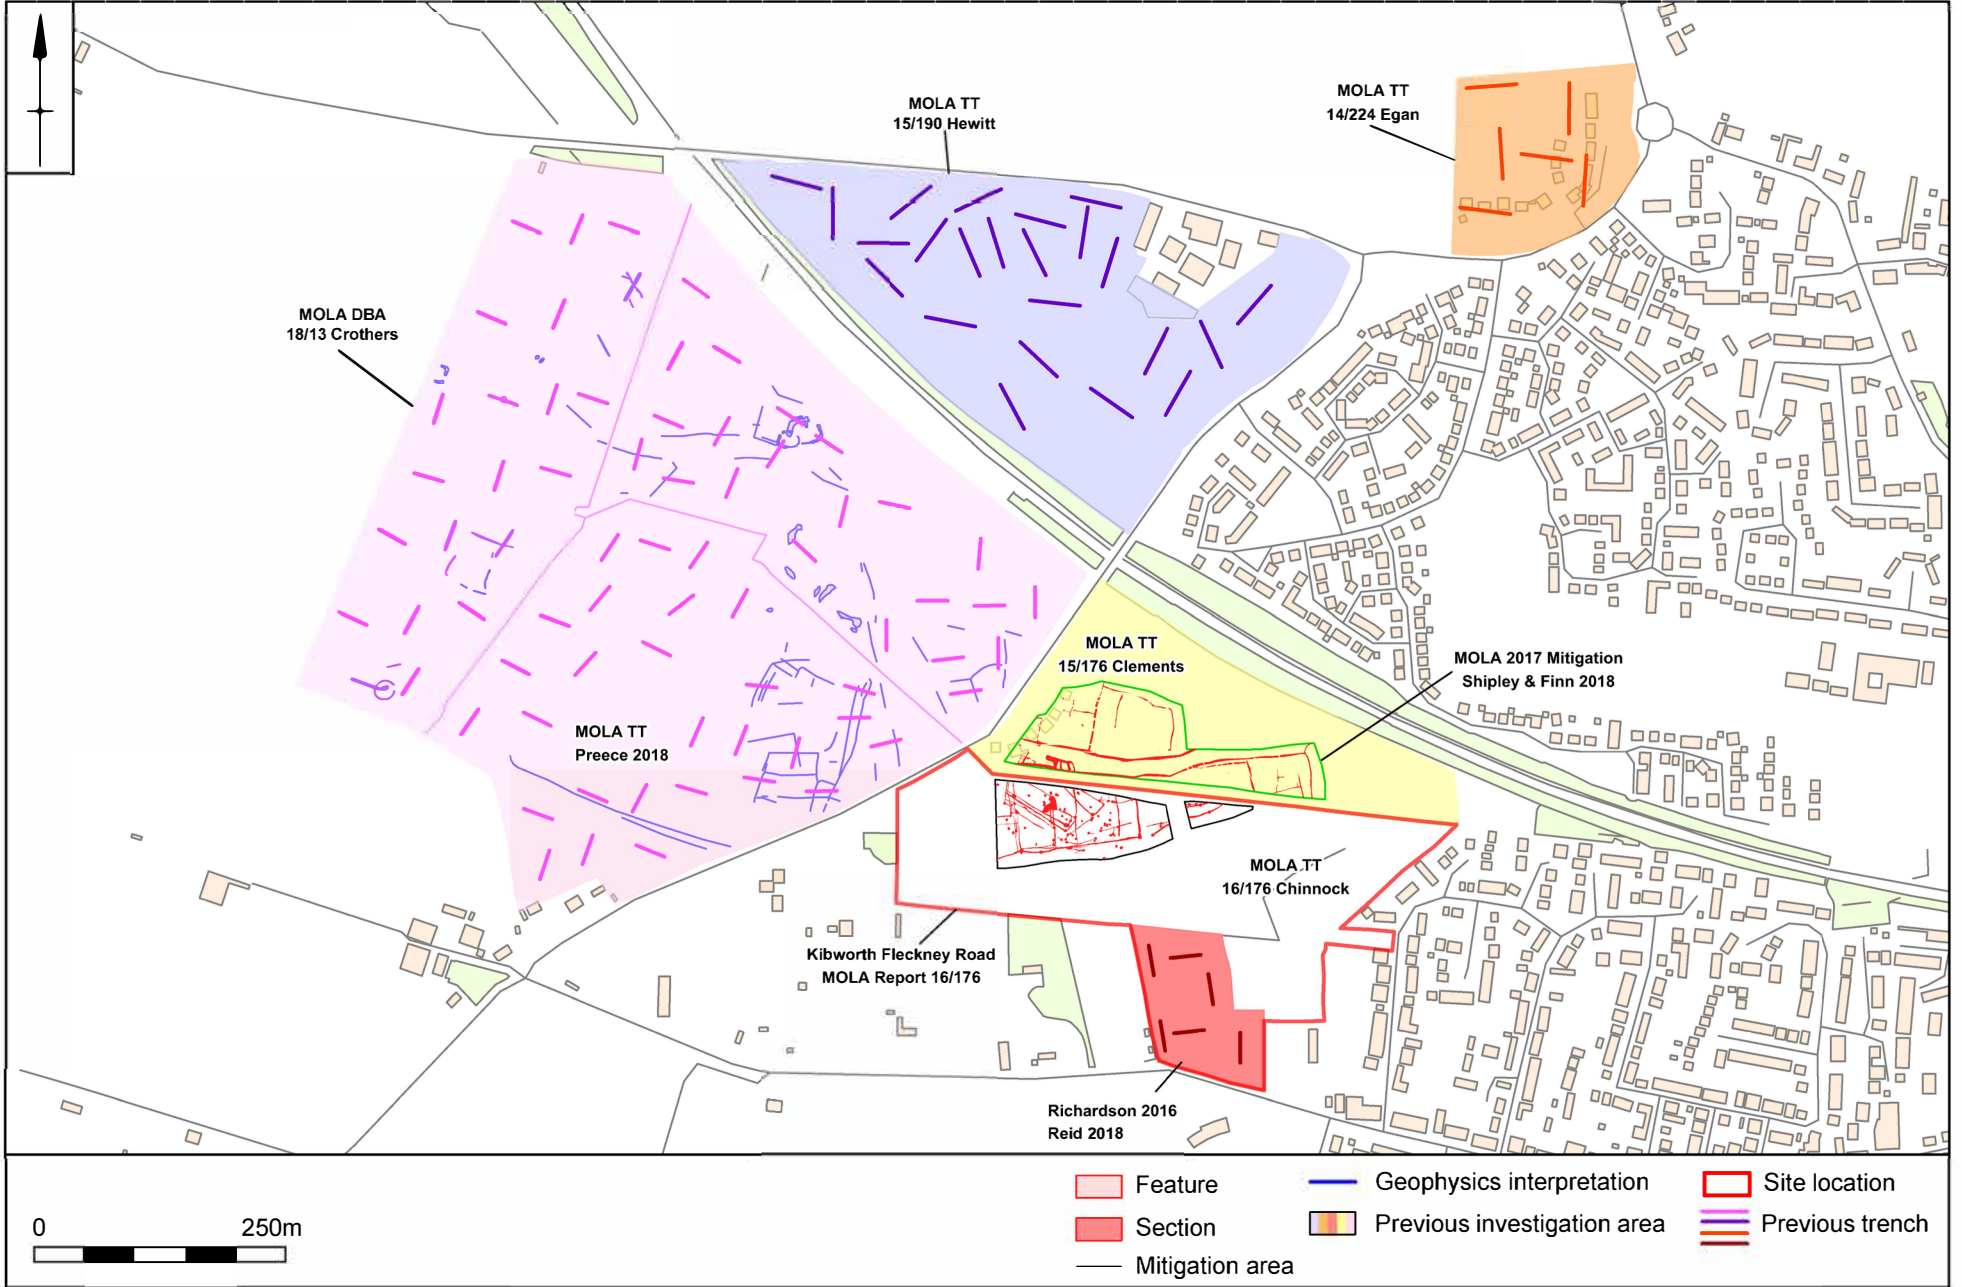 MOLA TT
15/190 Hewitt
MOLA TT
14/224 Egan
MOLA DBA
18/13 Crothers
MOLA TT
15/176 Clements
MOLA 2017 Mitigation
Shipley & Finn 2018
MOLA TT
Preece 2018
MOLA TT
16/176 Chinnock
Kibworth Fleckney Road
MOLA Report 16/176
Richardson 2016
Reid 2018
0 250m
Feature
Section
Mitigation area
Geophysics interpretation
Previous investigation area
Site location
Previous trench